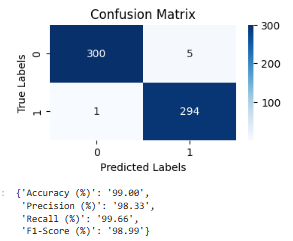 Confusion Matrix
True Labels
0
300
5
1
1
294
0
1
Predicted Labels
300
200
100
: {'Accuracy (%)': '99.00',
'Precision (%)': '98.33',
'Recall (%)': '99.66',
'F1-Score (%)': '98.99'}